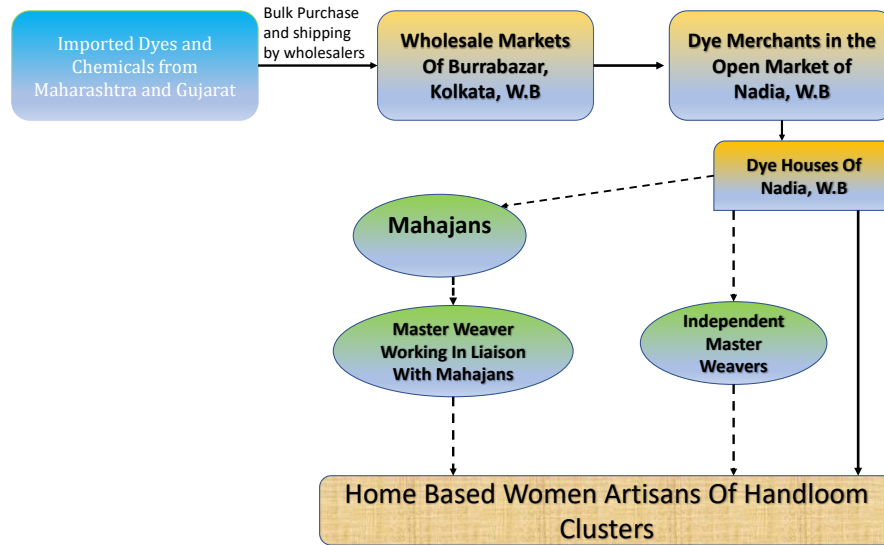 Imported Dyes and
Chemicals from
Maharashtra and Gujarat
Bulk Purchase
and shipping
by wholesalers
Wholesale Markets
Of Burrabazar,
Kolkata, W.B
Dye Merchants in the
Open Market of
Nadia, W.B
Dye Houses Of
Nadia, W.B
Mahajans
Master Weaver
Working In Liaison
With Mahajans
Independent
Master
Weavers
Home Based Women Artisans Of Handloom
Clusters